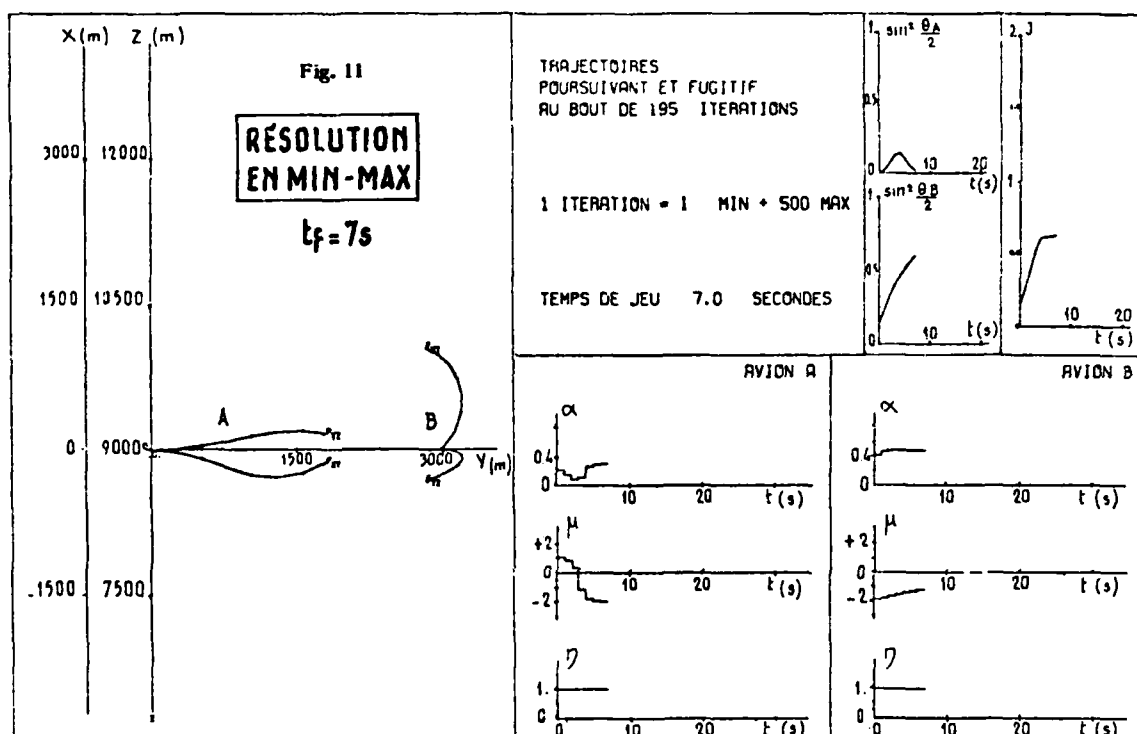 X (m) Z (m)
Fig. 11
RÉSOLUTION
EN MIN-MAX
tf = 7s
3000 12000
1500 13500
0 9000
-1500 7500
A
B
1500
3000
Y (m)
TRAJECTOIRES
POURSUIVANT ET FUGITIF
AU BOUT DE 195 ITERATIONS
1 ITERATION = 1 MIN + 500 MAX
TEMPS DE JEU 7.0 SECONDES
1
sin² θA/2
0.5
0
10 20
t(s)
1
sin² θB/2
0.5
0
10
t(s)
2 J
1
10 20
t(s)
AVION A
α
0.4
0
10 20 t(s)
μ
+2
0
-2
10 20 t(s)
η
1.
0
0 10 20 t(s)
AVION B
α
0.4
0
10 20 t(s)
μ
+2
0
-2
10 20 t(s)
η
1.
0
0 10 20 t(s)